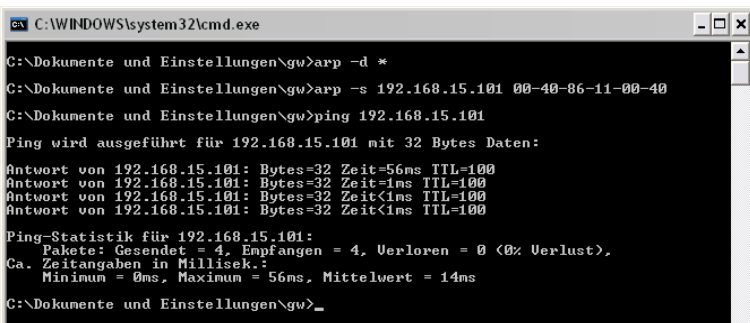 C:\WINDOWS\system32\cmd.exe
C:\Dokumente und Einstellungen\gw>arp -d *
C:\Dokumente und Einstellungen\gw>arp -s 192.168.15.101 00-40-86-11-00-40
C:\Dokumente und Einstellungen\gw>ping 192.168.15.101
Ping wird ausgeführt für 192.168.15.101 mit 32 Bytes Daten:
Antwort von 192.168.15.101: Bytes=32 Zeit=56ms TTL=100
Antwort von 192.168.15.101: Bytes=32 Zeit=1ms TTL=100
Antwort von 192.168.15.101: Bytes=32 Zeit<1ms TTL=100
Antwort von 192.168.15.101: Bytes=32 Zeit<1ms TTL=100
Ping-Statistik für 192.168.15.101:
Pakete: Gesendet = 4, Empfangen = 4, Verloren = 0 (0% Verlust),
Ca. Zeitangaben in Millisek.:
Minimum = 0ms, Maximum = 56ms, Mittelwert = 14ms
C:\Dokumente und Einstellungen\gw>_